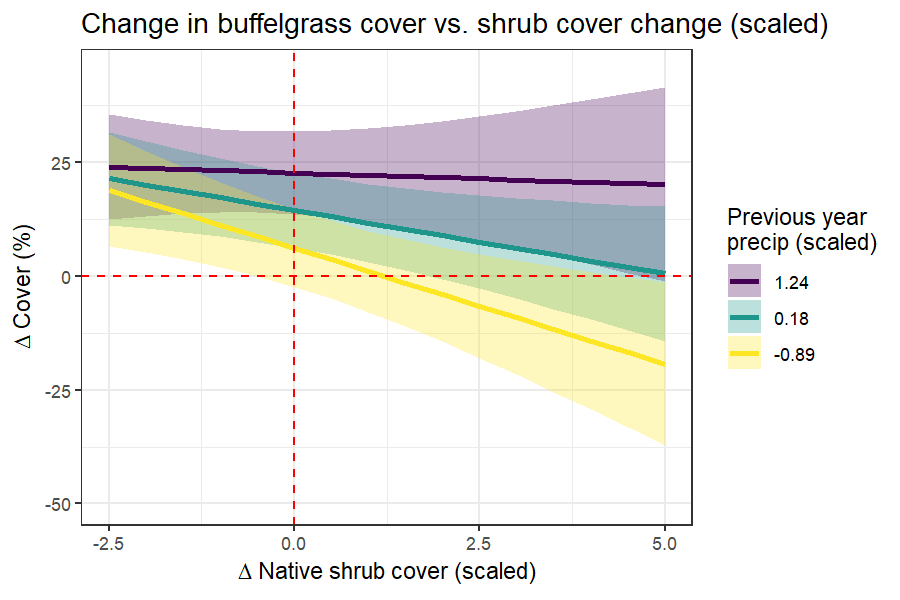 Change in buffelgrass cover vs. shrub cover change (scaled)
Δ Cover (%)
25
0
-25
-50
-2.5
0.0
2.5
5.0
Δ Native shrub cover (scaled)
Previous year
precip (scaled)
1.24
0.18
-0.89